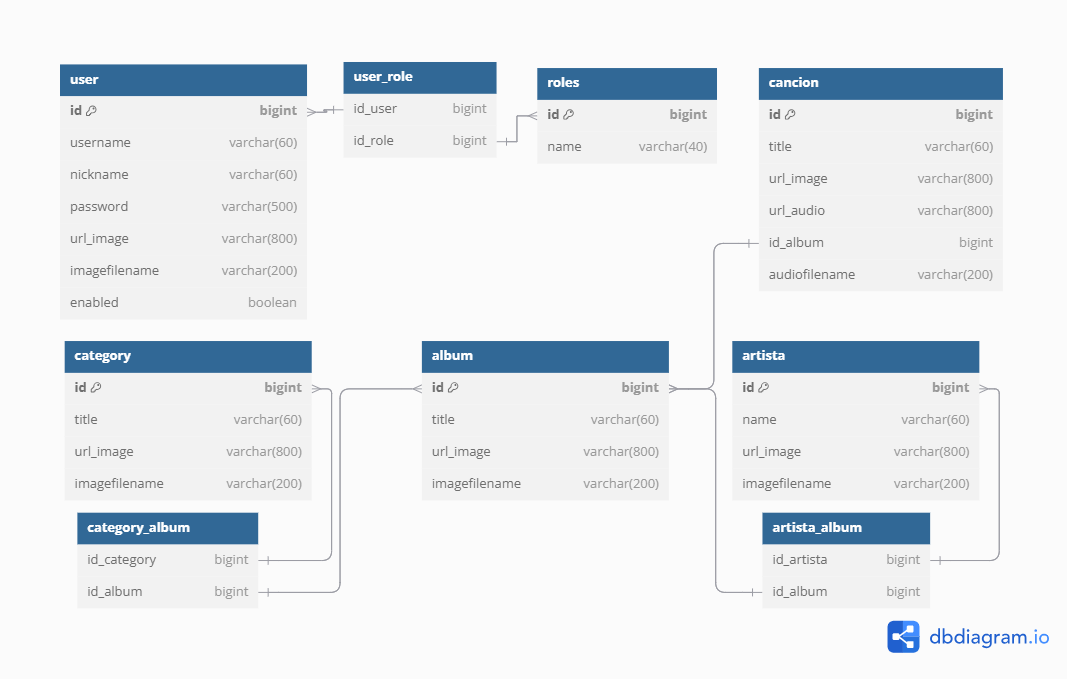 user
id bigint
username varchar(60)
nickname varchar(60)
password varchar(500)
url_image varchar(800)
imagefilename varchar(200)
enabled boolean
user_role
id_user bigint
id_role bigint
roles
id bigint
name varchar(40)
cancion
id bigint
title varchar(60)
url_image varchar(800)
url_audio varchar(800)
id_album bigint
audiofilename varchar(200)
category
id bigint
title varchar(60)
url_image varchar(800)
imagefilename varchar(200)
album
id bigint
title varchar(60)
url_image varchar(800)
imagefilename varchar(200)
artista
id bigint
name varchar(60)
url_image varchar(800)
imagefilename varchar(200)
category_album
id_category bigint
id_album bigint
artista_album
id_artista bigint
id_album bigint
dbdiagram.io